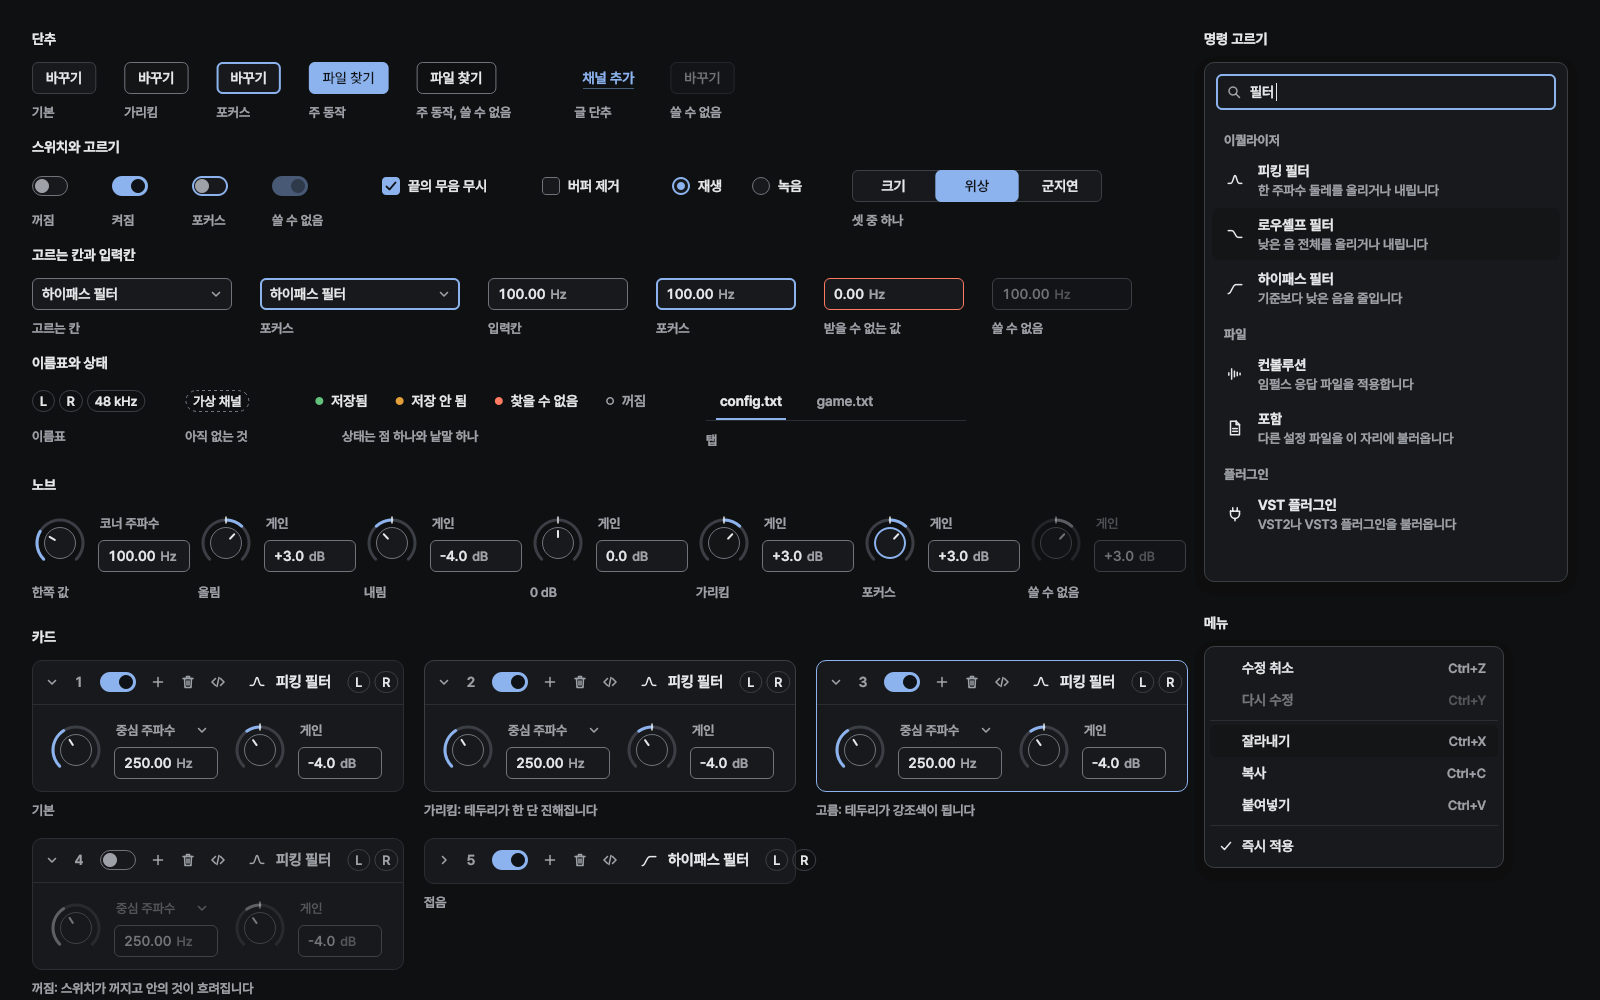 단추
바꾸기
바꾸기
바꾸기
파일 찾기
파일 찾기
채널 추가
바꾸기
기본
가리킴
포커스
주 동작
주 동작, 쓸 수 없음
글 단추
쓸 수 없음
스위치와 고르기
끝의 무음 무시
버퍼 제거
재생
녹음
크기
위상
군지연
꺼짐
켜짐
포커스
쓸 수 없음
셋 중 하나
고르는 칸과 입력칸
하이패스 필터
하이패스 필터
100.00 Hz
100.00 Hz
0.00 Hz
100.00 Hz
고르는 칸
포커스
입력칸
포커스
받을 수 없는 값
쓸 수 없음
이름표와 상태
L
R
48 kHz
가상 채널
저장됨
저장 안 됨
찾을 수 없음
꺼짐
config.txt
game.txt
이름표
아직 없는 것
상태는 점 하나와 낱말 하나
탭
노브
코너 주파수
100.00 Hz
게인
+3.0 dB
게인
-4.0 dB
게인
0.0 dB
게인
+3.0 dB
게인
+3.0 dB
게인
+3.0 dB
한쪽 값
올림
내림
0 dB
가리킴
포커스
쓸 수 없음
카드
1
피킹 필터
L
R
중심 주파수
250.00 Hz
게인
-4.0 dB
기본
2
피킹 필터
L
R
중심 주파수
250.00 Hz
게인
-4.0 dB
가리킴: 테두리가 한 단 진해집니다
3
피킹 필터
L
R
중심 주파수
250.00 Hz
게인
-4.0 dB
고름: 테두리가 강조색이 됩니다
4
피킹 필터
L
R
중심 주파수
250.00 Hz
게인
-4.0 dB
꺼짐: 스위치가 꺼지고 안의 것이 흐려집니다
5
하이패스 필터
L
R
접음
명령 고르기
필터
이퀄라이저
피킹 필터
한 주파수 둘레를 올리거나 내립니다
로우셸프 필터
낮은 음 전체를 올리거나 내립니다
하이패스 필터
기준보다 낮은 음을 줄입니다
파일
컨볼루션
임펄스 응답 파일을 적용합니다
포함
다른 설정 파일을 이 자리에 불러옵니다
플러그인
VST 플러그인
VST2나 VST3 플러그인을 불러옵니다
메뉴
수정 취소 Ctrl+Z
다시 수정 Ctrl+Y
잘라내기 Ctrl+X
복사 Ctrl+C
붙여넣기 Ctrl+V
즉시 적용